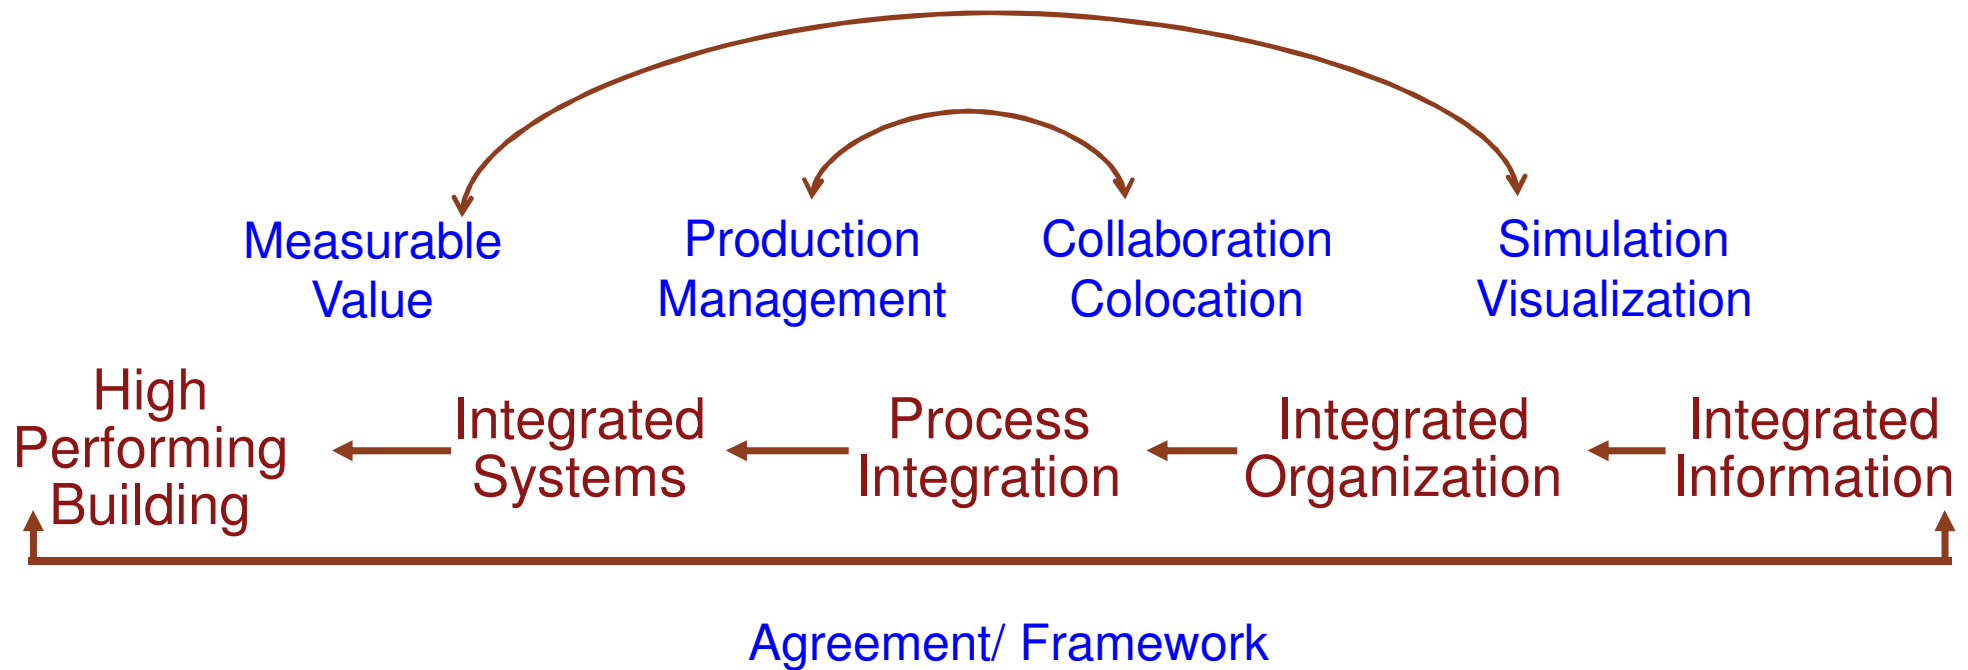 Measurable
Value
Production
Management
Collaboration
Colocation
Simulation
Visualization
High
Performing
Building
Integrated
Systems
Process
Integration
Integrated
Organization
Integrated
Information
Agreement/ Framework